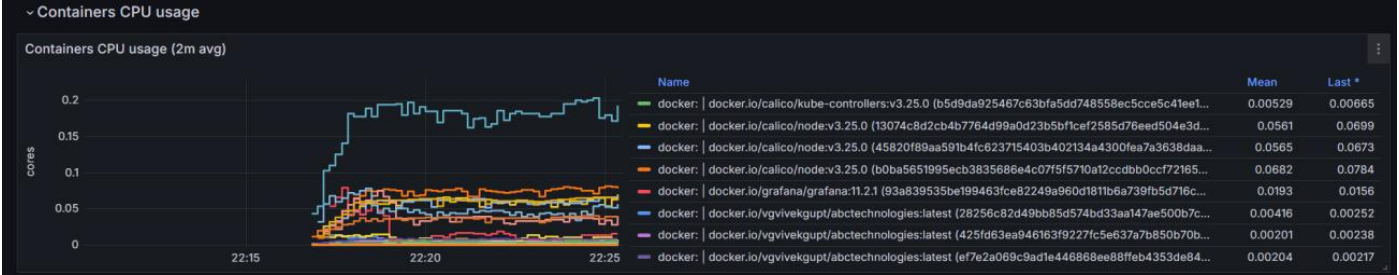 Containers CPU usage
Containers CPU usage (2m avg)
Name Mean Last *
docker: | docker.io/calico/kube-controllers:v3.25.0 (b5d9da925467c63bfa5dd748558ec5cce5c41ee1... 0.00529 0.00665
docker: | docker.io/calico/node:v3.25.0 (13074c8d2cb4b7764d99a0d23b5bf1cef2585d76eed504e3d... 0.0561 0.0699
docker: | docker.io/calico/node:v3.25.0 (45820f89aa591b4fc623715403b402134a4300fea7a3638daa... 0.0565 0.0673
docker: | docker.io/calico/node:v3.25.0 (b0ba5651995ecb3835686e4c07f5f5710a12ccdbb0ccf72165... 0.0682 0.0784
docker: | docker.io/grafana/grafana:11.2.1 (93a839535be199463fce82249a960d1811b6a739fb5d716c... 0.0193 0.0156
docker: | docker.io/vgvivekgupt/abctechnologies:latest (28256c82d49bb85d574bd33aa147ae500b7c... 0.00416 0.00252
docker: | docker.io/vgvivekgupt/abctechnologies:latest (425fd63ea946163f9227fc5e637a7b850b70b... 0.00201 0.00238
docker: | docker.io/vgvivekgupt/abctechnologies:latest (ef7e2a069c9ad1e446868ee88ffeb4353de84... 0.00204 0.00217
cores
0.2
0.15
0.1
0.05
0
22:15 22:20 22:25